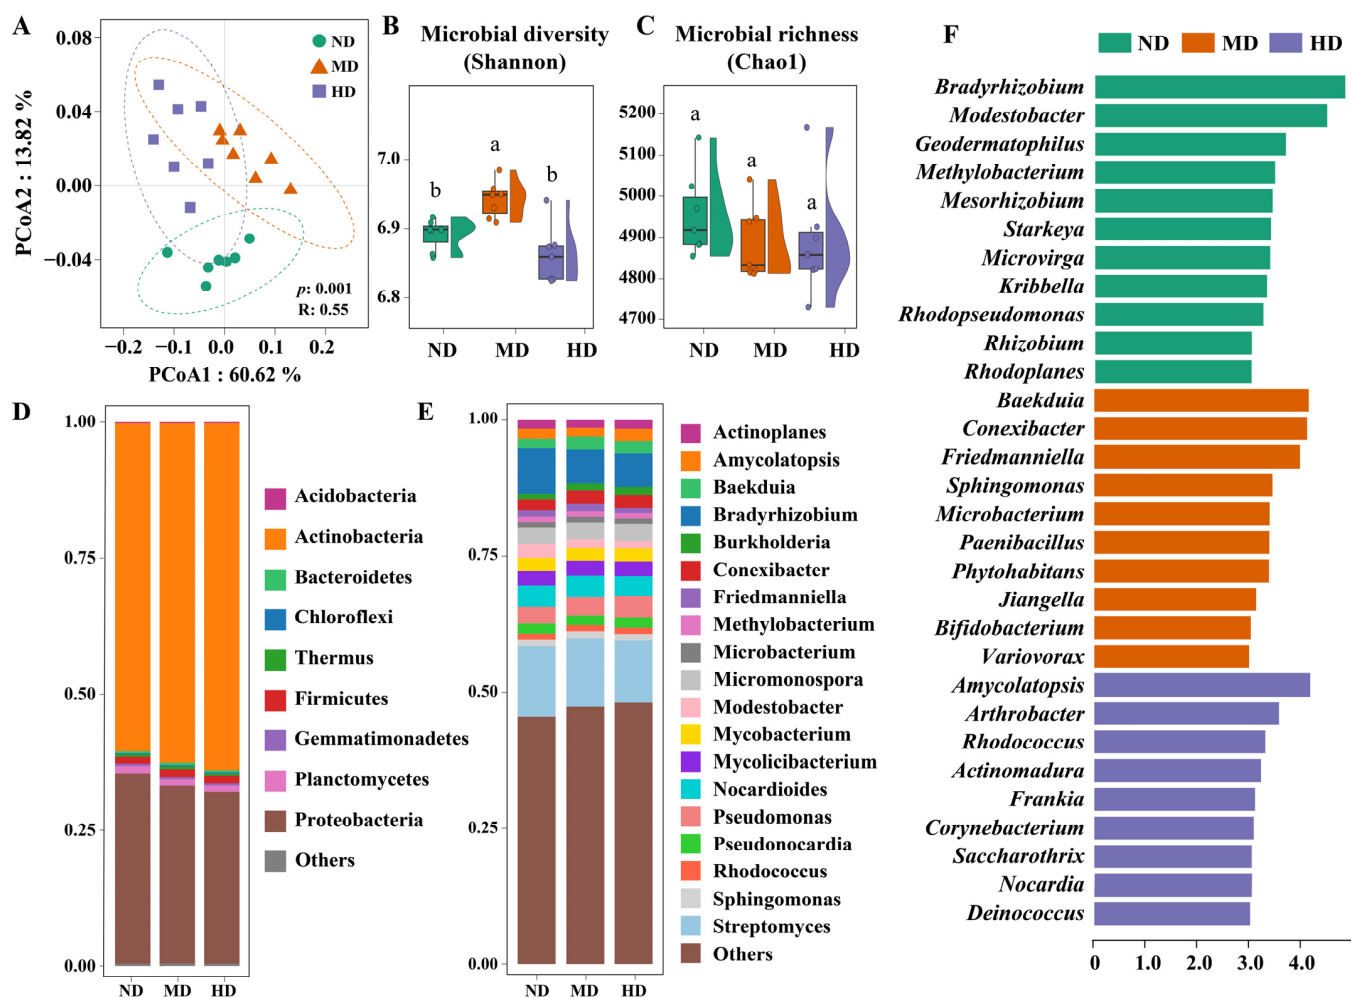 A
0.08
0.04
0.00
−0.04
PCoA2 : 13.82 %
ND
MD
HD
p: 0.001
R: 0.55
−0.2
−0.1
0.0
0.1
0.2
PCoA1 : 60.62 %
B
Microbial diversity
(Shannon)
7.0
6.9
6.8
b
a
b
ND
MD
HD
C
Microbial richness
(Chao1)
5200
5100
5000
4900
4800
4700
a
a
a
ND
MD
HD
D
1.00
0.75
0.50
0.25
0.00
ND
MD
HD
Acidobacteria
Actinobacteria
Bacteroidetes
Chloroflexi
Thermus
Firmicutes
Gemmatimonadetes
Planctomycetes
Proteobacteria
Others
E
1.00
0.75
0.50
0.25
0.00
ND
MD
HD
Actinoplanes
Amycolatopsis
Baekduia
Bradyrhizobium
Burkholderia
Conexibacter
Friedmanniella
Methylobacterium
Microbacterium
Micromonospora
Modestobacter
Mycobacterium
Mycolicibacterium
Nocardioides
Pseudomonas
Pseudonocardia
Rhodococcus
Sphingomonas
Streptomyces
Others
F
ND
MD
HD
Bradyrhizobium
Modestobacter
Geodermatophilus
Methylobacterium
Mesorhizobium
Starkeya
Microvirga
Kribbella
Rhodopseudomonas
Rhizobium
Rhodoplanes
Baekduia
Conexibacter
Friedmanniella
Sphingomonas
Microbacterium
Paenibacillus
Phytohabitans
Jiangella
Bifidobacterium
Variovorax
Amycolatopsis
Arthrobacter
Rhodococcus
Actinomadura
Frankia
Corynebacterium
Saccharothrix
Nocardia
Deinococcus
0
1.0
2.0
3.0
4.0